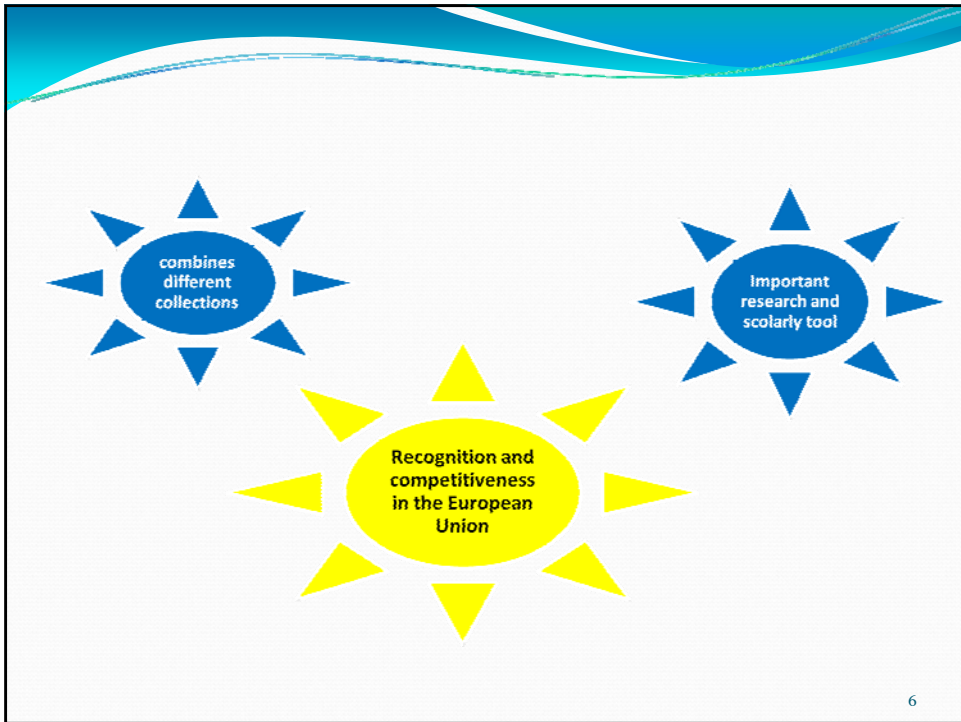 combines
different
collections
Important
research and
scolarly tool
Recognition and
competitiveness
in the European
Union
6